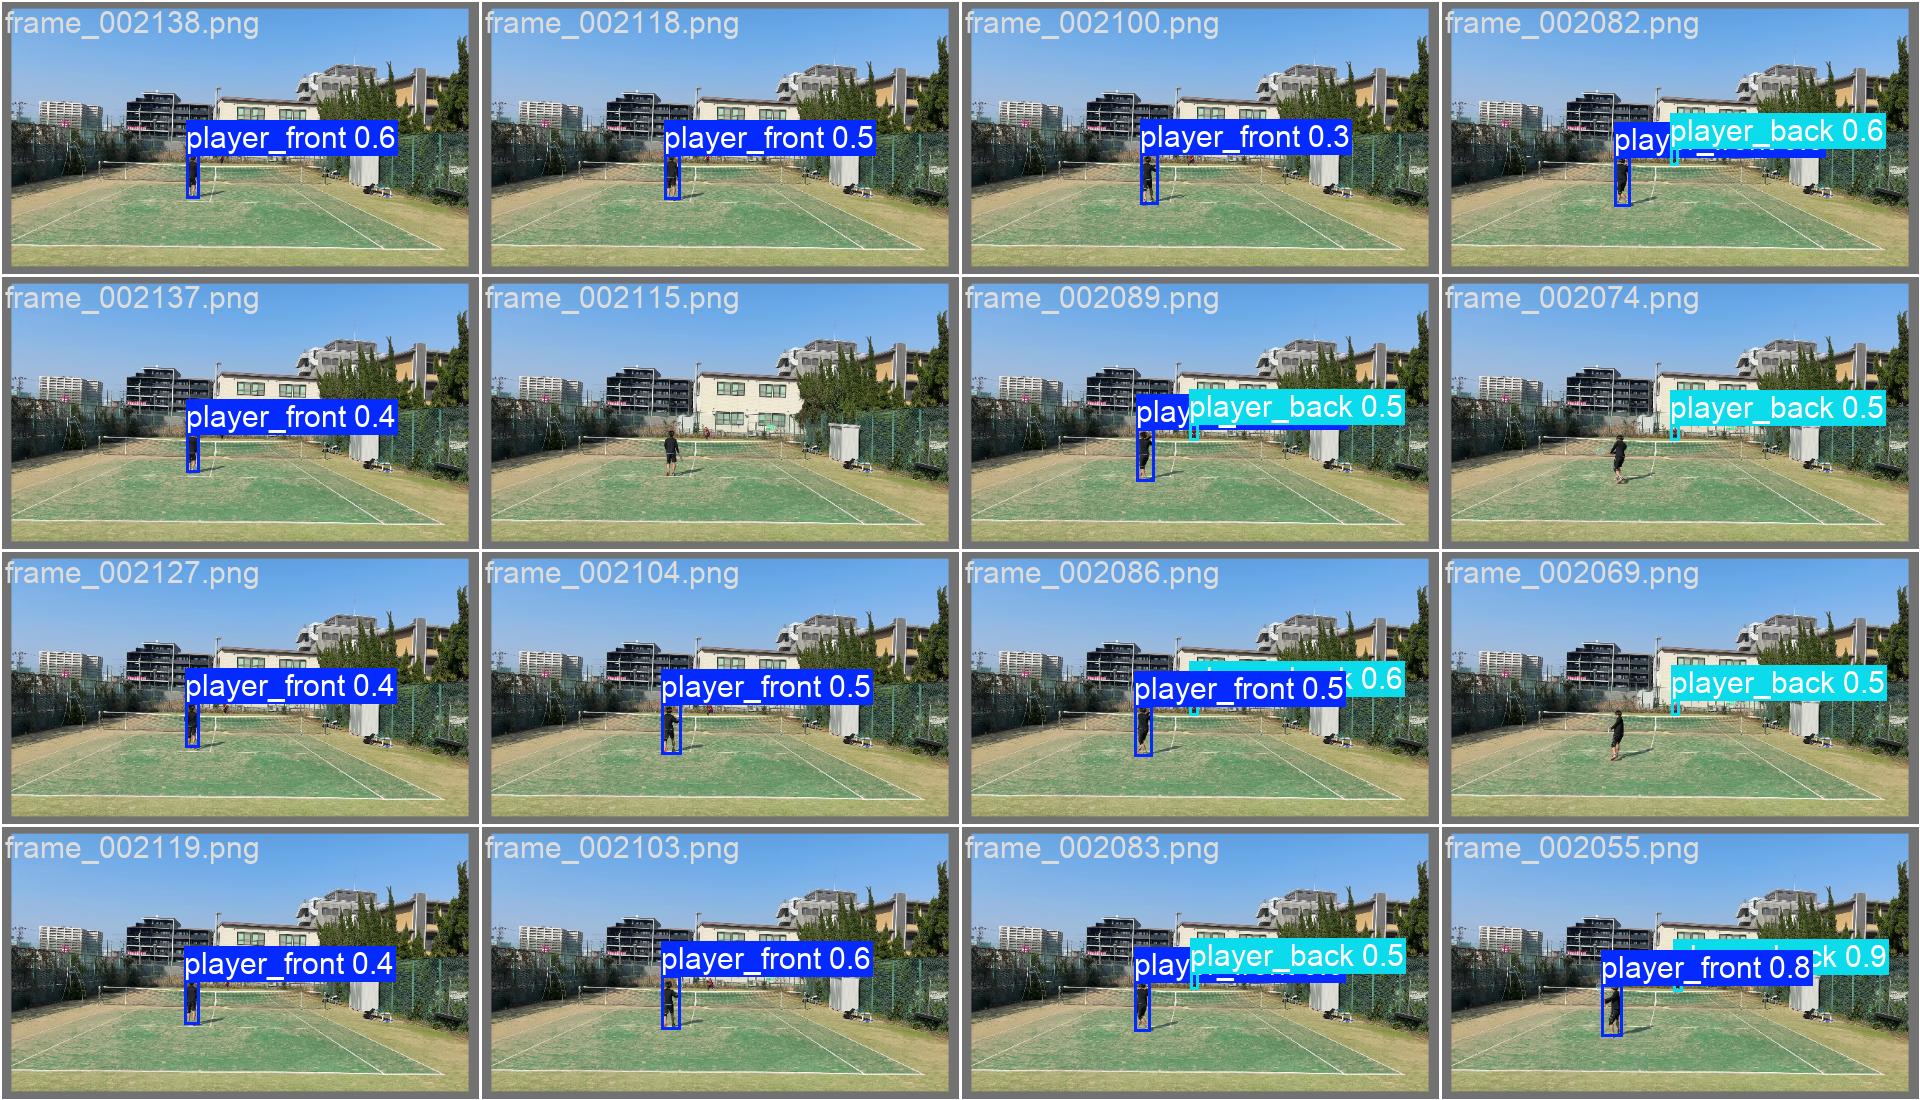 frame_002138.png
player_front 0.6
frame_002118.png
player_front 0.5
frame_002100.png
player_front 0.3
frame_002082.png
play
player_back 0.6
frame_002137.png
player_front 0.4
frame_002115.png
frame_002089.png
play
player_back 0.5
frame_002074.png
player_back 0.5
frame_002127.png
player_front 0.4
frame_002104.png
player_front 0.5
frame_002086.png
player_front 0.5
k 0.6
frame_002069.png
player_back 0.5
frame_002119.png
player_front 0.4
frame_002103.png
player_front 0.6
frame_002083.png
play
player_back 0.5
frame_002055.png
player_front 0.8
ck 0.9